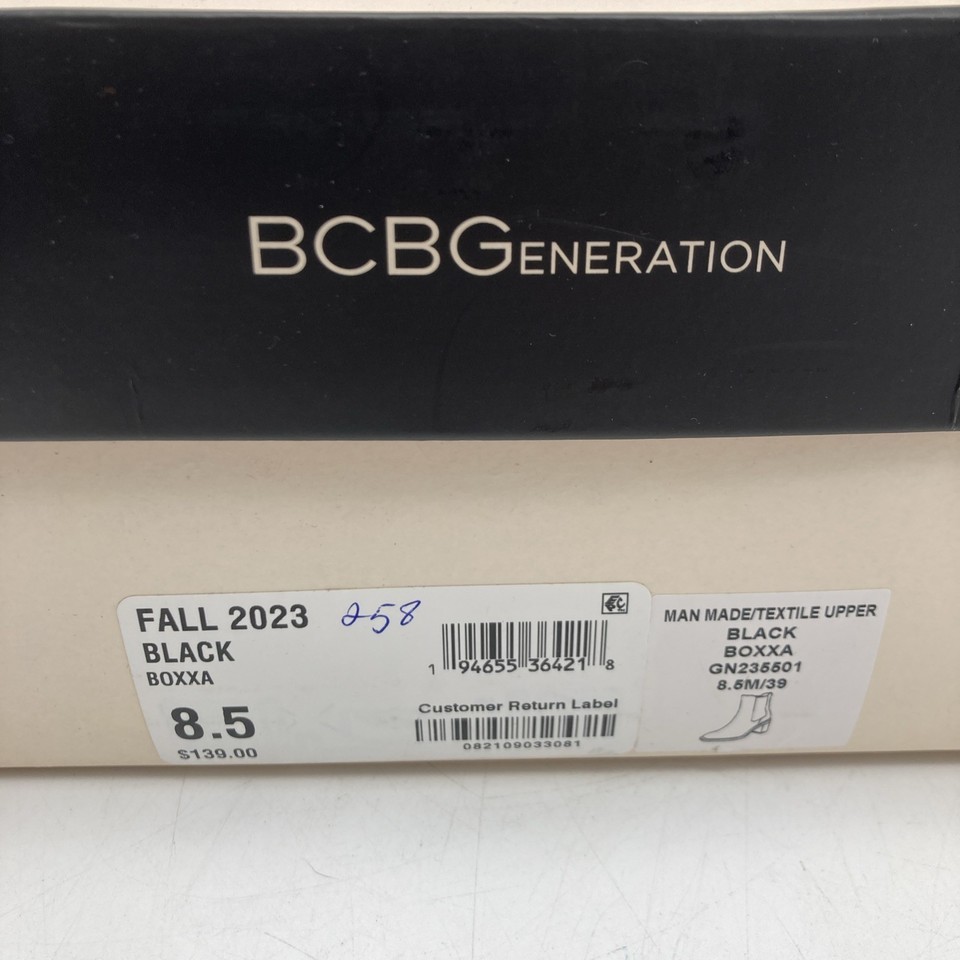 BCBGENERATION
FALL 2023 258
BLACK
BOXXA
8.5
$139.00
1 94655 36421 8
Customer Return Label
082109033081
MAN MADE/TEXTILE UPPER
BLACK
BOXXA
GN235501
8.5M/39